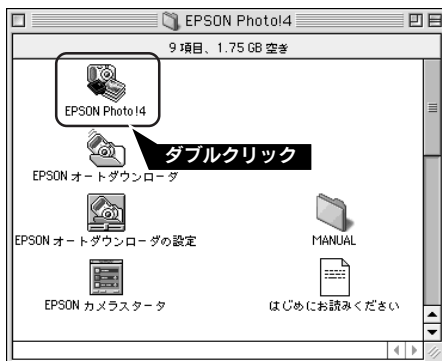 EPSON Photo!4
9 項目、1.75 GB 空き
EPSON Photo!4
ダブルクリック
EPSON オートダウンローダ
EPSON オートダウンローダの設定
MANUAL
EPSON カメラスタータ
はじめにお読みください